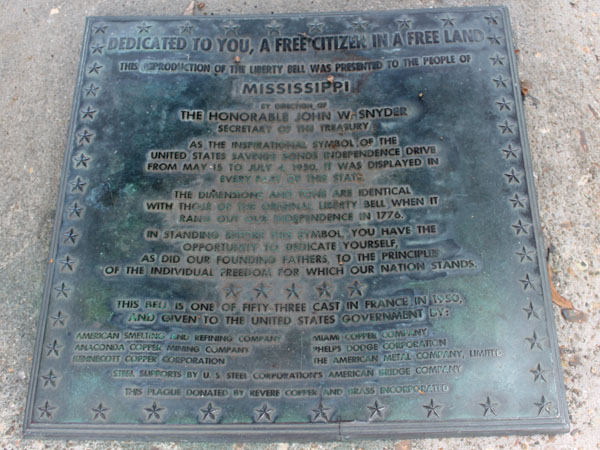 DEDICATED TO YOU, A FREE CITIZEN IN A FREE LAND
THIS REPRODUCTION OF THE LIBERTY BELL WAS PRESENTED TO THE PEOPLE OF
MISSISSIPPI
BY DIRECTION OF
THE HONORABLE JOHN W. SNYDER
SECRETARY OF THE TREASURY
AS THE INSPIRATIONAL SYMBOL OF THE
UNITED STATES SAVINGS BONDS INDEPENDENCE DRIVE
FROM MAY 15 TO JULY 4, 1950, IT WAS DISPLAYED IN
EVERY PART OF THE STATE.
THE DIMENSIONS AND TONE ARE IDENTICAL
WITH THOSE OF THE ORIGINAL LIBERTY BELL WHEN IT
RANG OUT OUR INDEPENDENCE IN 1776.
IN STANDING BEFORE THIS SYMBOL, YOU HAVE THE
OPPORTUNITY TO DEDICATE YOURSELF,
AS DID OUR FOUNDING FATHERS, TO THE PRINCIPLES
OF THE INDIVIDUAL FREEDOM FOR WHICH OUR NATION STANDS.
THIS BELL IS ONE OF FIFTY-THREE CAST IN FRANCE IN 1950,
AND GIVEN TO THE UNITED STATES GOVERNMENT BY:
AMERICAN SMELTING AND REFINING COMPANY
ANACONDA COPPER MINING COMPANY
KENNECOTT COPPER CORPORATION
MIAMI COPPER COMPANY
PHELPS DODGE CORPORATION
THE AMERICAN METAL COMPANY, LIMITED
STEEL SUPPORTS BY U. S. STEEL CORPORATION'S AMERICAN BRIDGE COMPANY
THIS PLAQUE DONATED BY REVERE COPPER AND BRASS INCORPORATED